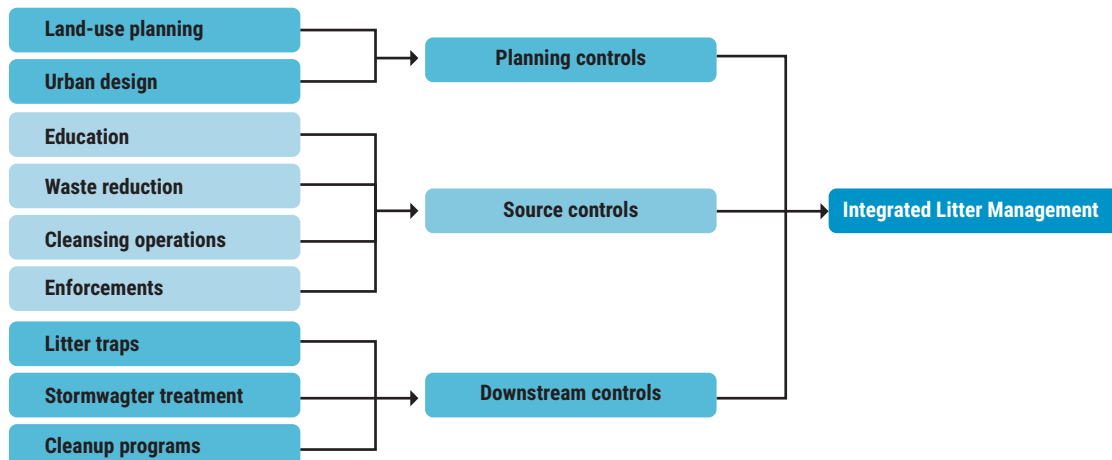 Land-use planning
Urban design
Education
Waste reduction
Cleansing operations
Enforcements
Litter traps
Stormwagter treatment
Cleanup programs
Planning controls
Source controls
Downstream controls
Integrated Litter Management